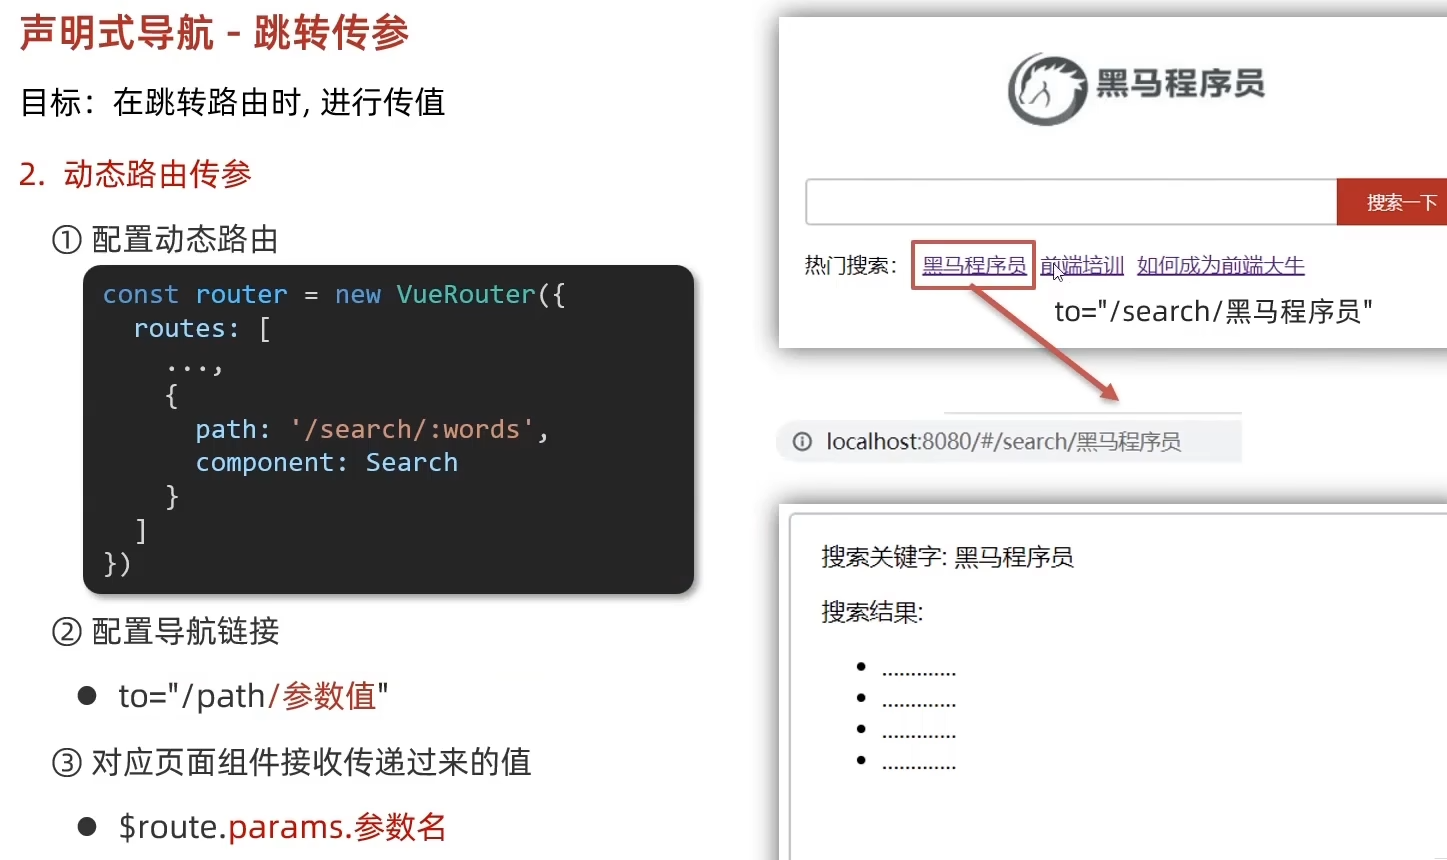 声明式导航 - 跳转传参
目标：在跳转路由时, 进行传值
2. 动态路由传参
① 配置动态路由
const router = new VueRouter({
  routes: [
    ...,
    {
      path: '/search/:words',
      component: Search
    }
  ]
})
② 配置导航链接
● to="/path/参数值"
③ 对应页面组件接收传递过来的值
● $route.params.参数名
黑马程序员
搜索一下
热门搜索： 黑马程序员 前端培训 如何成为前端大牛
to="/search/黑马程序员"
localhost:8080/#/search/黑马程序员
搜索关键字: 黑马程序员
搜索结果:
● .............
● .............
● .............
● .............